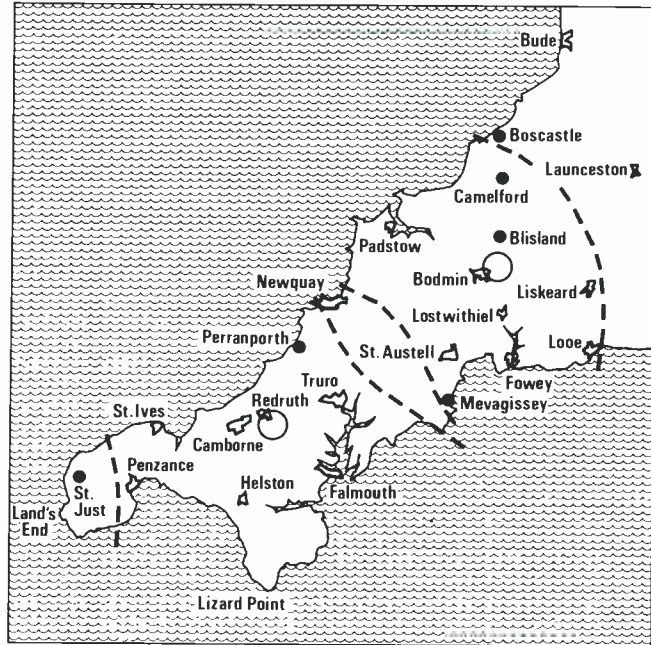 Bude
Boscastle
Launceston
Camelford
Padstow
Blisland
Bodmin
Newquay
Liskeard
Lostwithiel
Perranporth
St. Austell
Looe
Fowey
Truro
Mevagissey
Redruth
St. Ives
Camborne
Penzance
Helston
Falmouth
St.
Just
Land's
End
Lizard Point